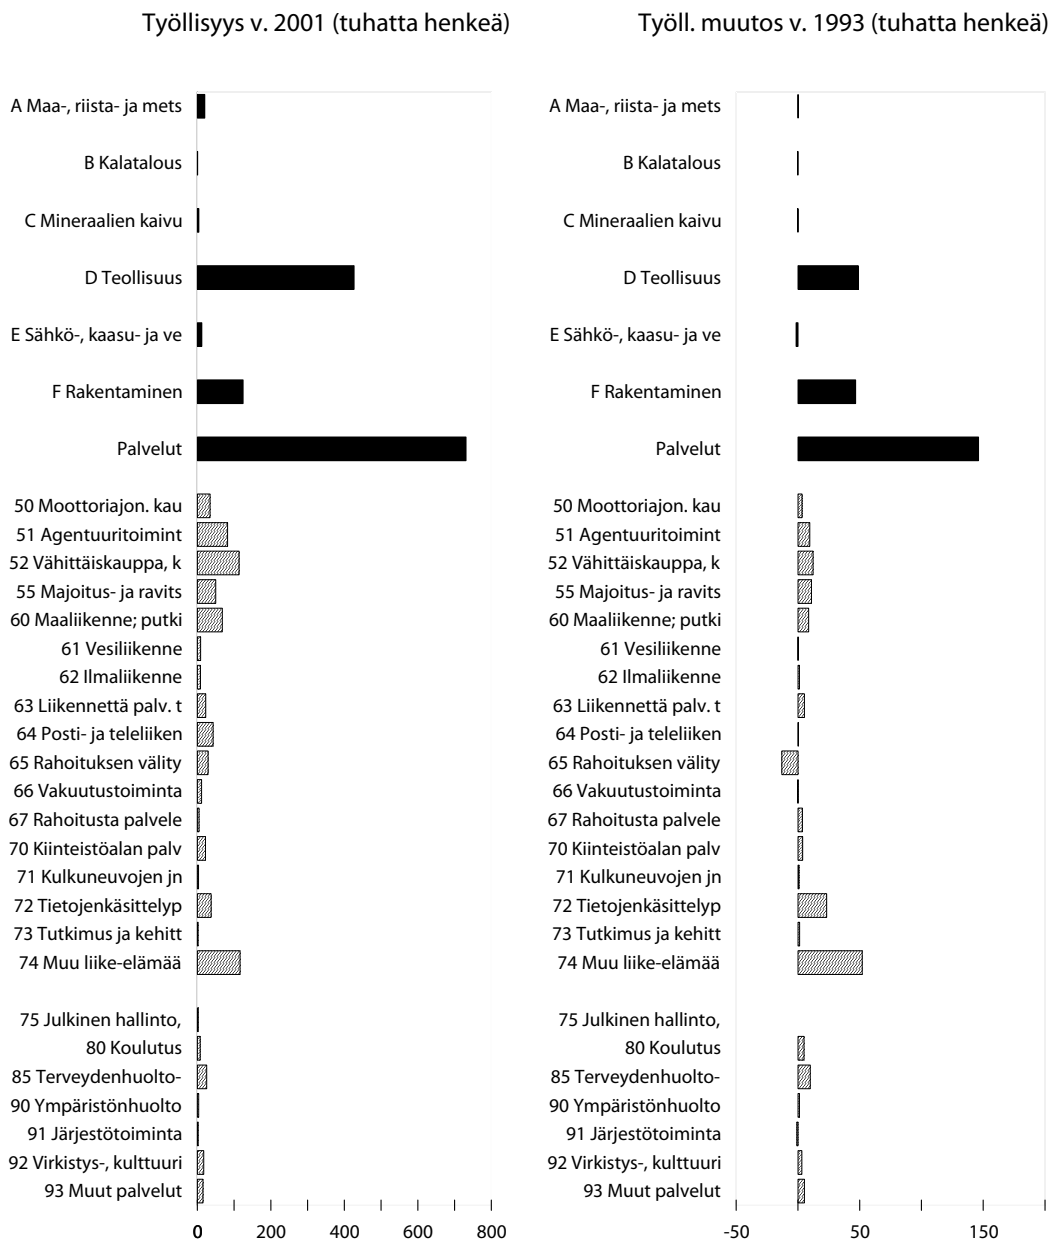 Työllisyys v. 2001 (tuhatta henkeä)
A Maa-, riista- ja mets
B Kalatalous
C Mineraalien kaivu
D Teollisuus
E Sähkö-, kaasu- ja ve
F Rakentaminen
Palvelut
50 Moottoriajon. kau
51 Agentuuritoimint
52 Vähittäiskauppa, k
55 Majoitus- ja ravits
60 Maaliikenne; putki
61 Vesiliikenne
62 Ilmaliikenne
63 Liikennettä palv. t
64 Posti- ja teleliiken
65 Rahoituksen välity
66 Vakuutustoiminta
67 Rahoitusta palvele
70 Kiinteistöalan palv
71 Kulkuneuvojen jn
72 Tietojenkäsittelyp
73 Tutkimus ja kehitt
74 Muu liike-elämää
75 Julkinen hallinto,
80 Koulutus
85 Terveydenhuolto-
90 Ympäristönhuolto
91 Järjestötoiminta
92 Virkistys-, kulttuuri
93 Muut palvelut
0 200 400 600 800
Työll. muutos v. 1993 (tuhatta henkeä)
A Maa-, riista- ja mets
B Kalatalous
C Mineraalien kaivu
D Teollisuus
E Sähkö-, kaasu- ja ve
F Rakentaminen
Palvelut
50 Moottoriajon. kau
51 Agentuuritoimint
52 Vähittäiskauppa, k
55 Majoitus- ja ravits
60 Maaliikenne; putki
61 Vesiliikenne
62 Ilmaliikenne
63 Liikennettä palv. t
64 Posti- ja teleliiken
65 Rahoituksen välity
66 Vakuutustoiminta
67 Rahoitusta palvele
70 Kiinteistöalan palv
71 Kulkuneuvojen jn
72 Tietojenkäsittelyp
73 Tutkimus ja kehitt
74 Muu liike-elämää
75 Julkinen hallinto,
80 Koulutus
85 Terveydenhuolto-
90 Ympäristönhuolto
91 Järjestötoiminta
92 Virkistys-, kulttuuri
93 Muut palvelut
-50 50 150